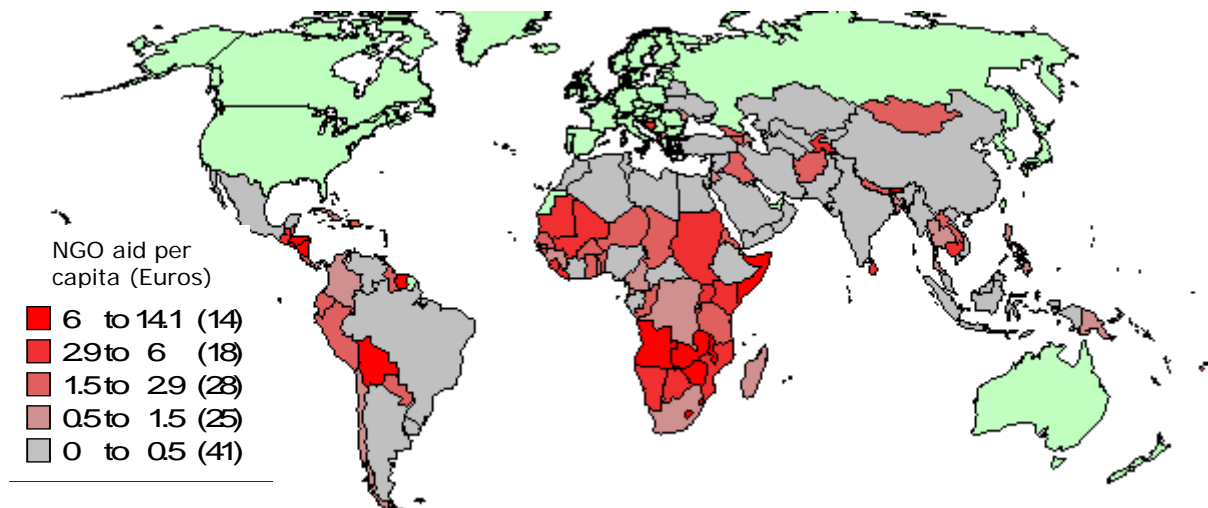 NGO aid per
capita (Euros)
6 to 14.1 (14)
2.9 to 6 (18)
1.5 to 2.9 (28)
0.5 to 1.5 (25)
0 to 0.5 (41)